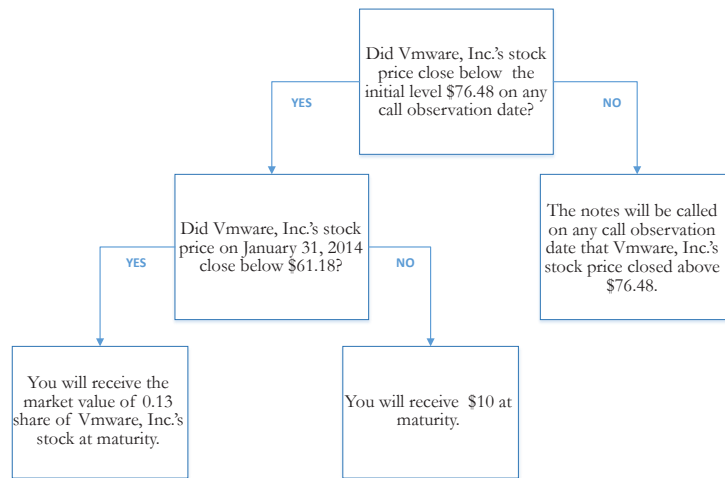 Did Vmware, Inc.'s stock
price close below the
initial level $76.48 on any
call observation date?
YES
NO
Did Vmware, Inc.'s stock
price on January 31, 2014
close below $61.18?
The notes will be called
on any call observation
date that Vmware, Inc.'s
stock price closed above
$76.48.
YES
NO
You will receive the
market value of 0.13
share of Vmware, Inc.'s
stock at maturity.
You will receive $10 at
maturity.